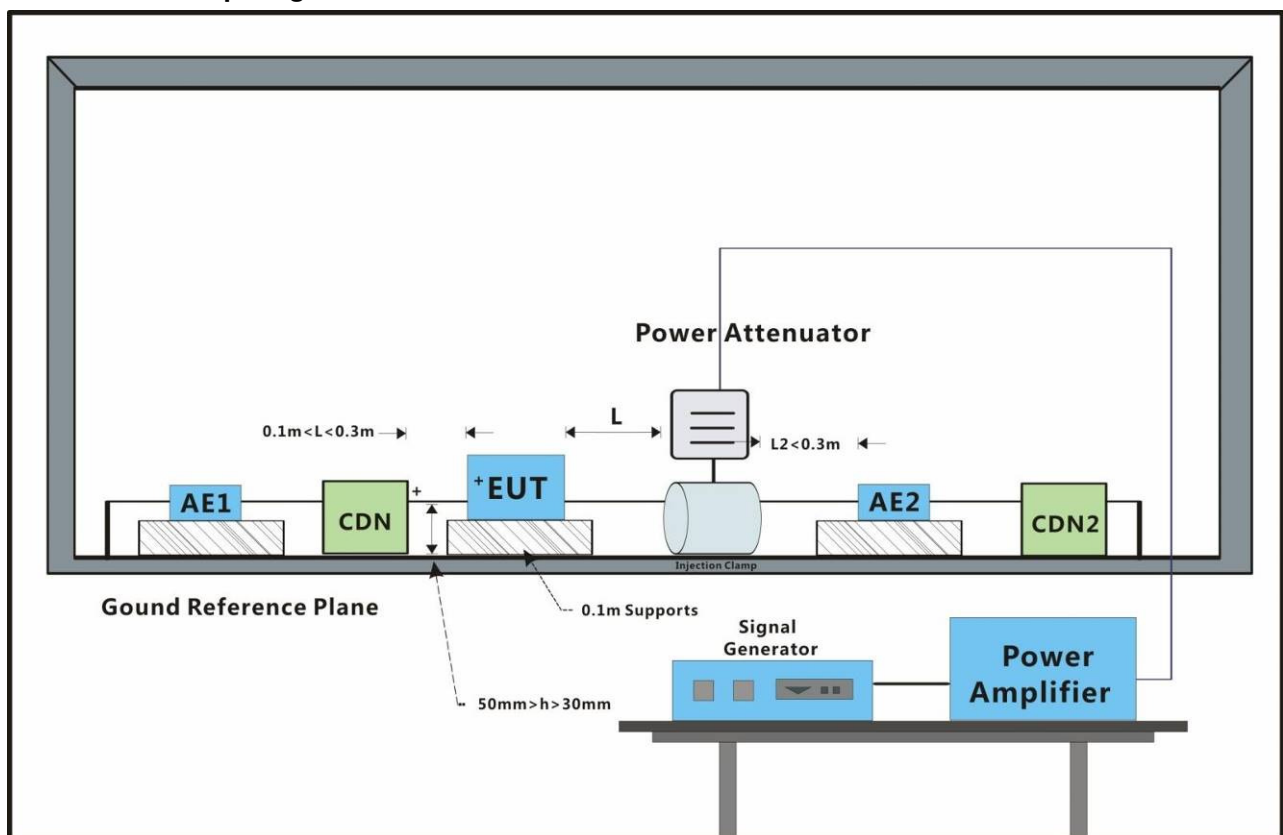 Power Attenuator
0.1m<L<0.3m
L
L2<0.3m
AE1
CDN
+
+EUT
AE2
CDN2
Injection Clamp
Gound Reference Plane
0.1m Supports
50mm>h>30mm
Signal
Generator
Power
Amplifier